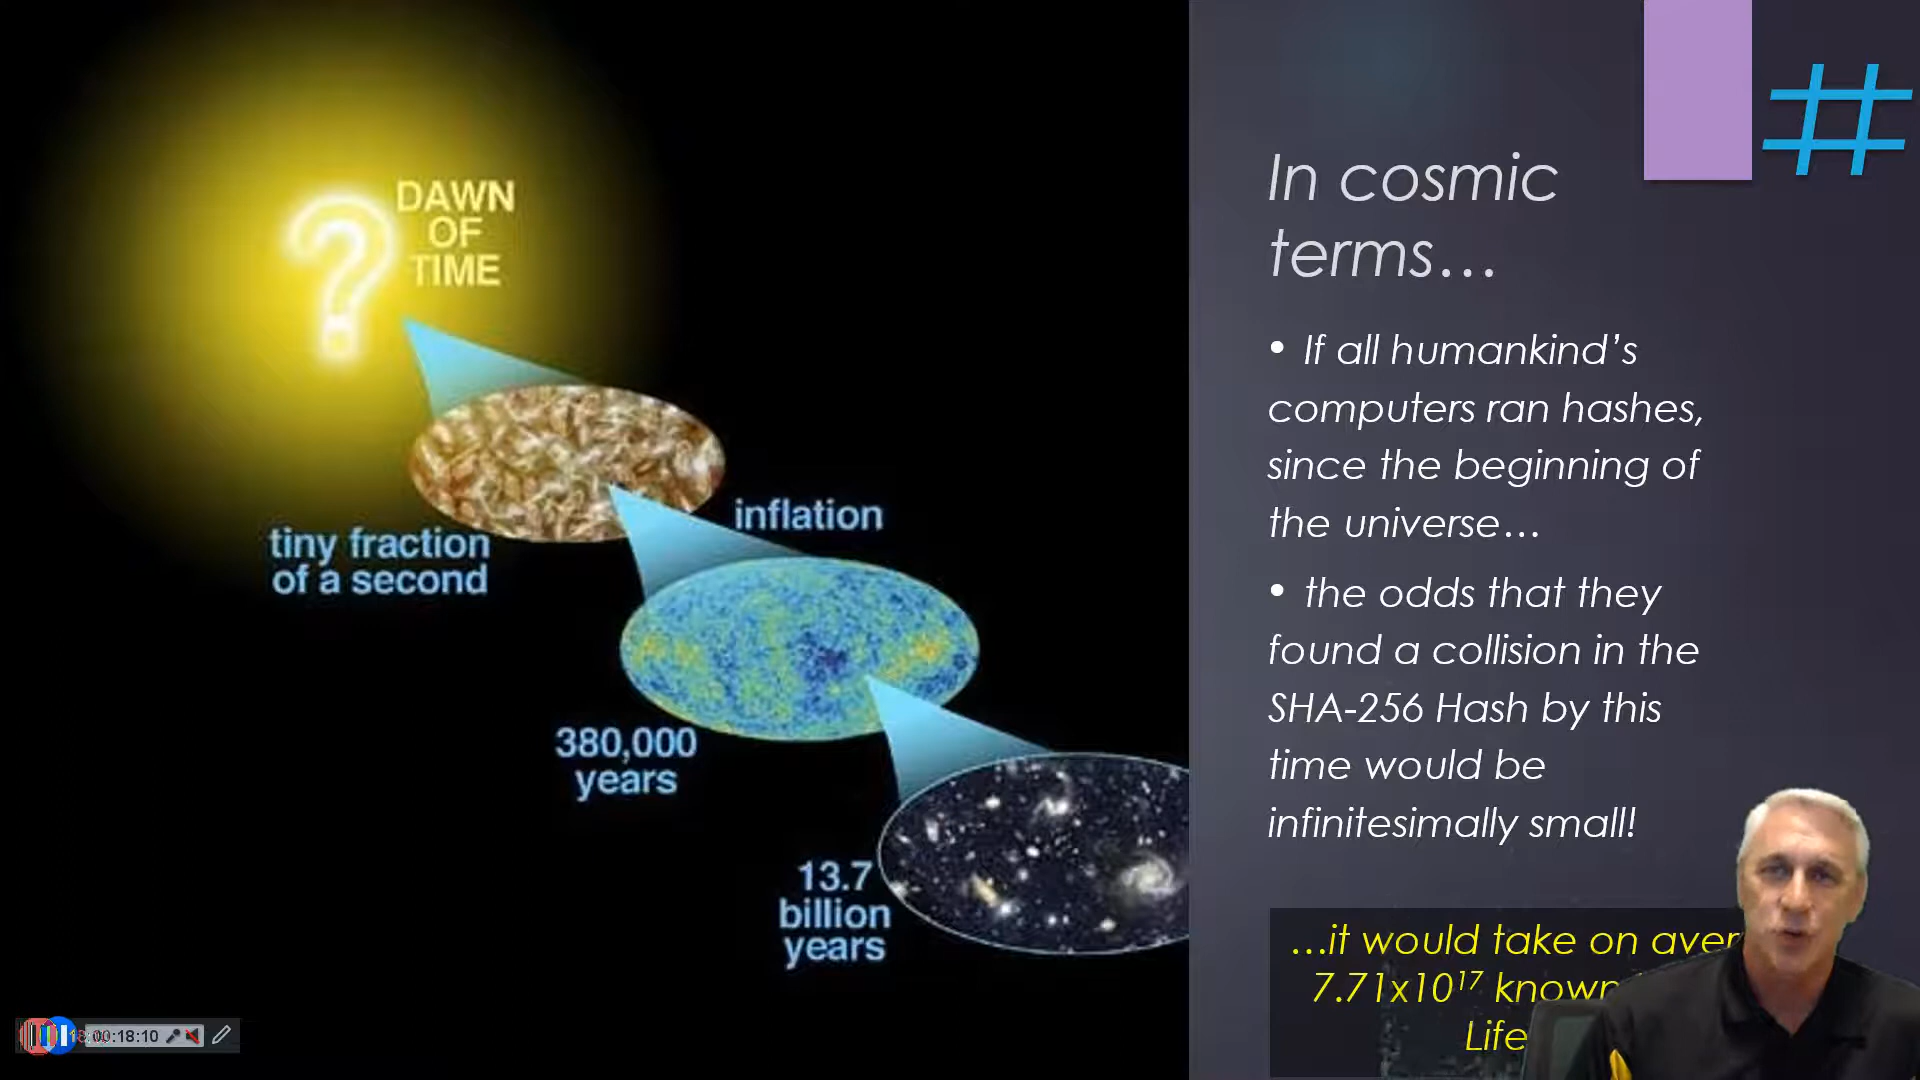 ?
DAWN
OF
TIME
tiny fraction
of a second
inflation
380,000
years
13.7
billion
years
#
In cosmic
terms…
• If all humankind’s
computers ran hashes,
since the beginning of
the universe…
• the odds that they
found a collision in the
SHA-256 Hash by this
time would be
infinitesimally small!
…it would take on
7.71x10¹⁷ known
Life
:18:10